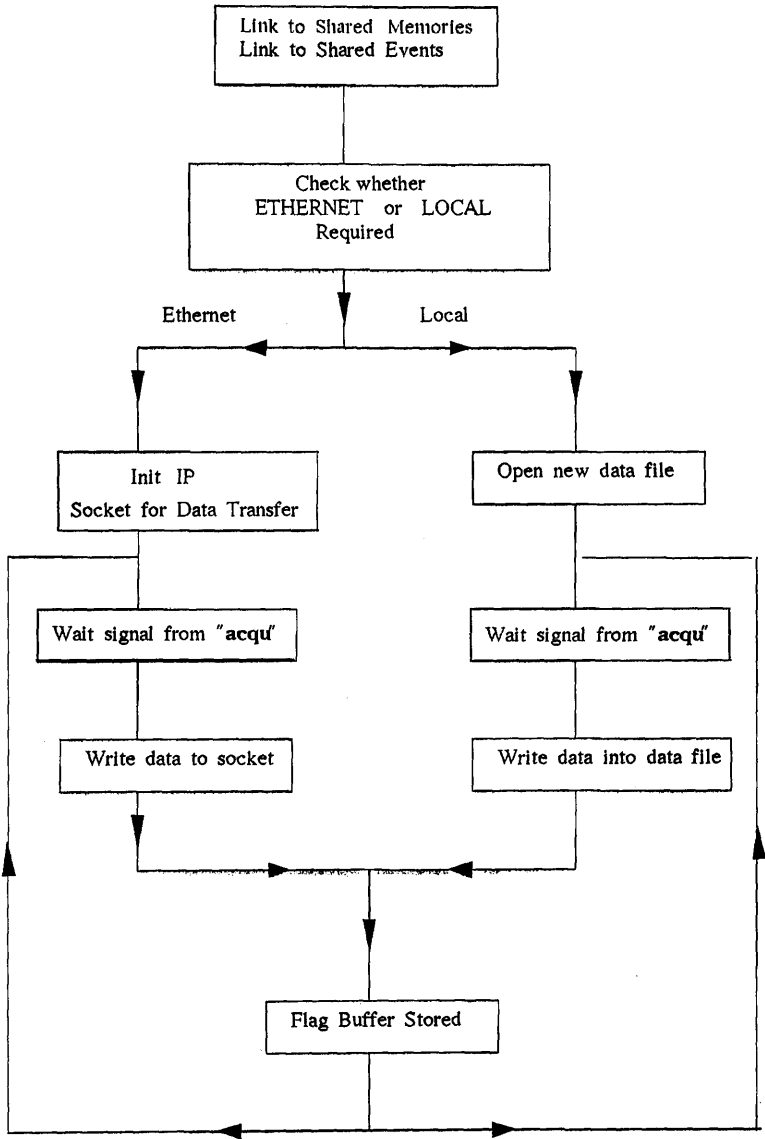 Link to Shared Memories
Link to Shared Events
Check whether
ETHERNET or LOCAL
Required
Ethernet
Local
Init IP
Socket for Data Transfer
Open new data file
Wait signal from "acqu"
Wait signal from "acqu"
Write data to socket
Write data into data file
Flag Buffer Stored